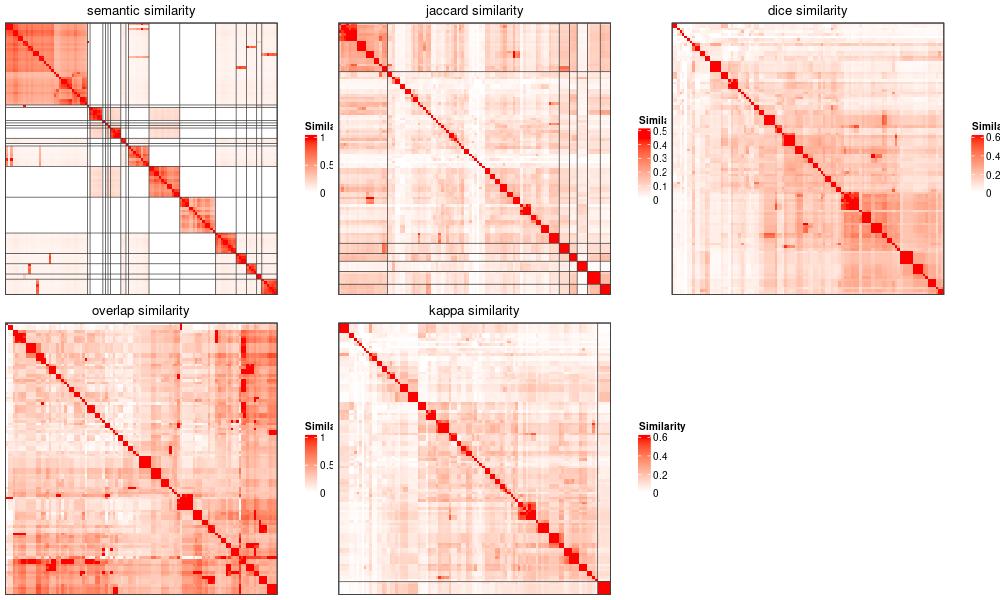 semantic similarity
Simila
1
0.5
0
jaccard similarity
Simila
0.5
0.4
0.3
0.2
0.1
0
dice similarity
Simila
0.6
0.4
0.2
0
overlap similarity
Simila
1
0.5
0
kappa similarity
Similarity
0.6
0.4
0.2
0